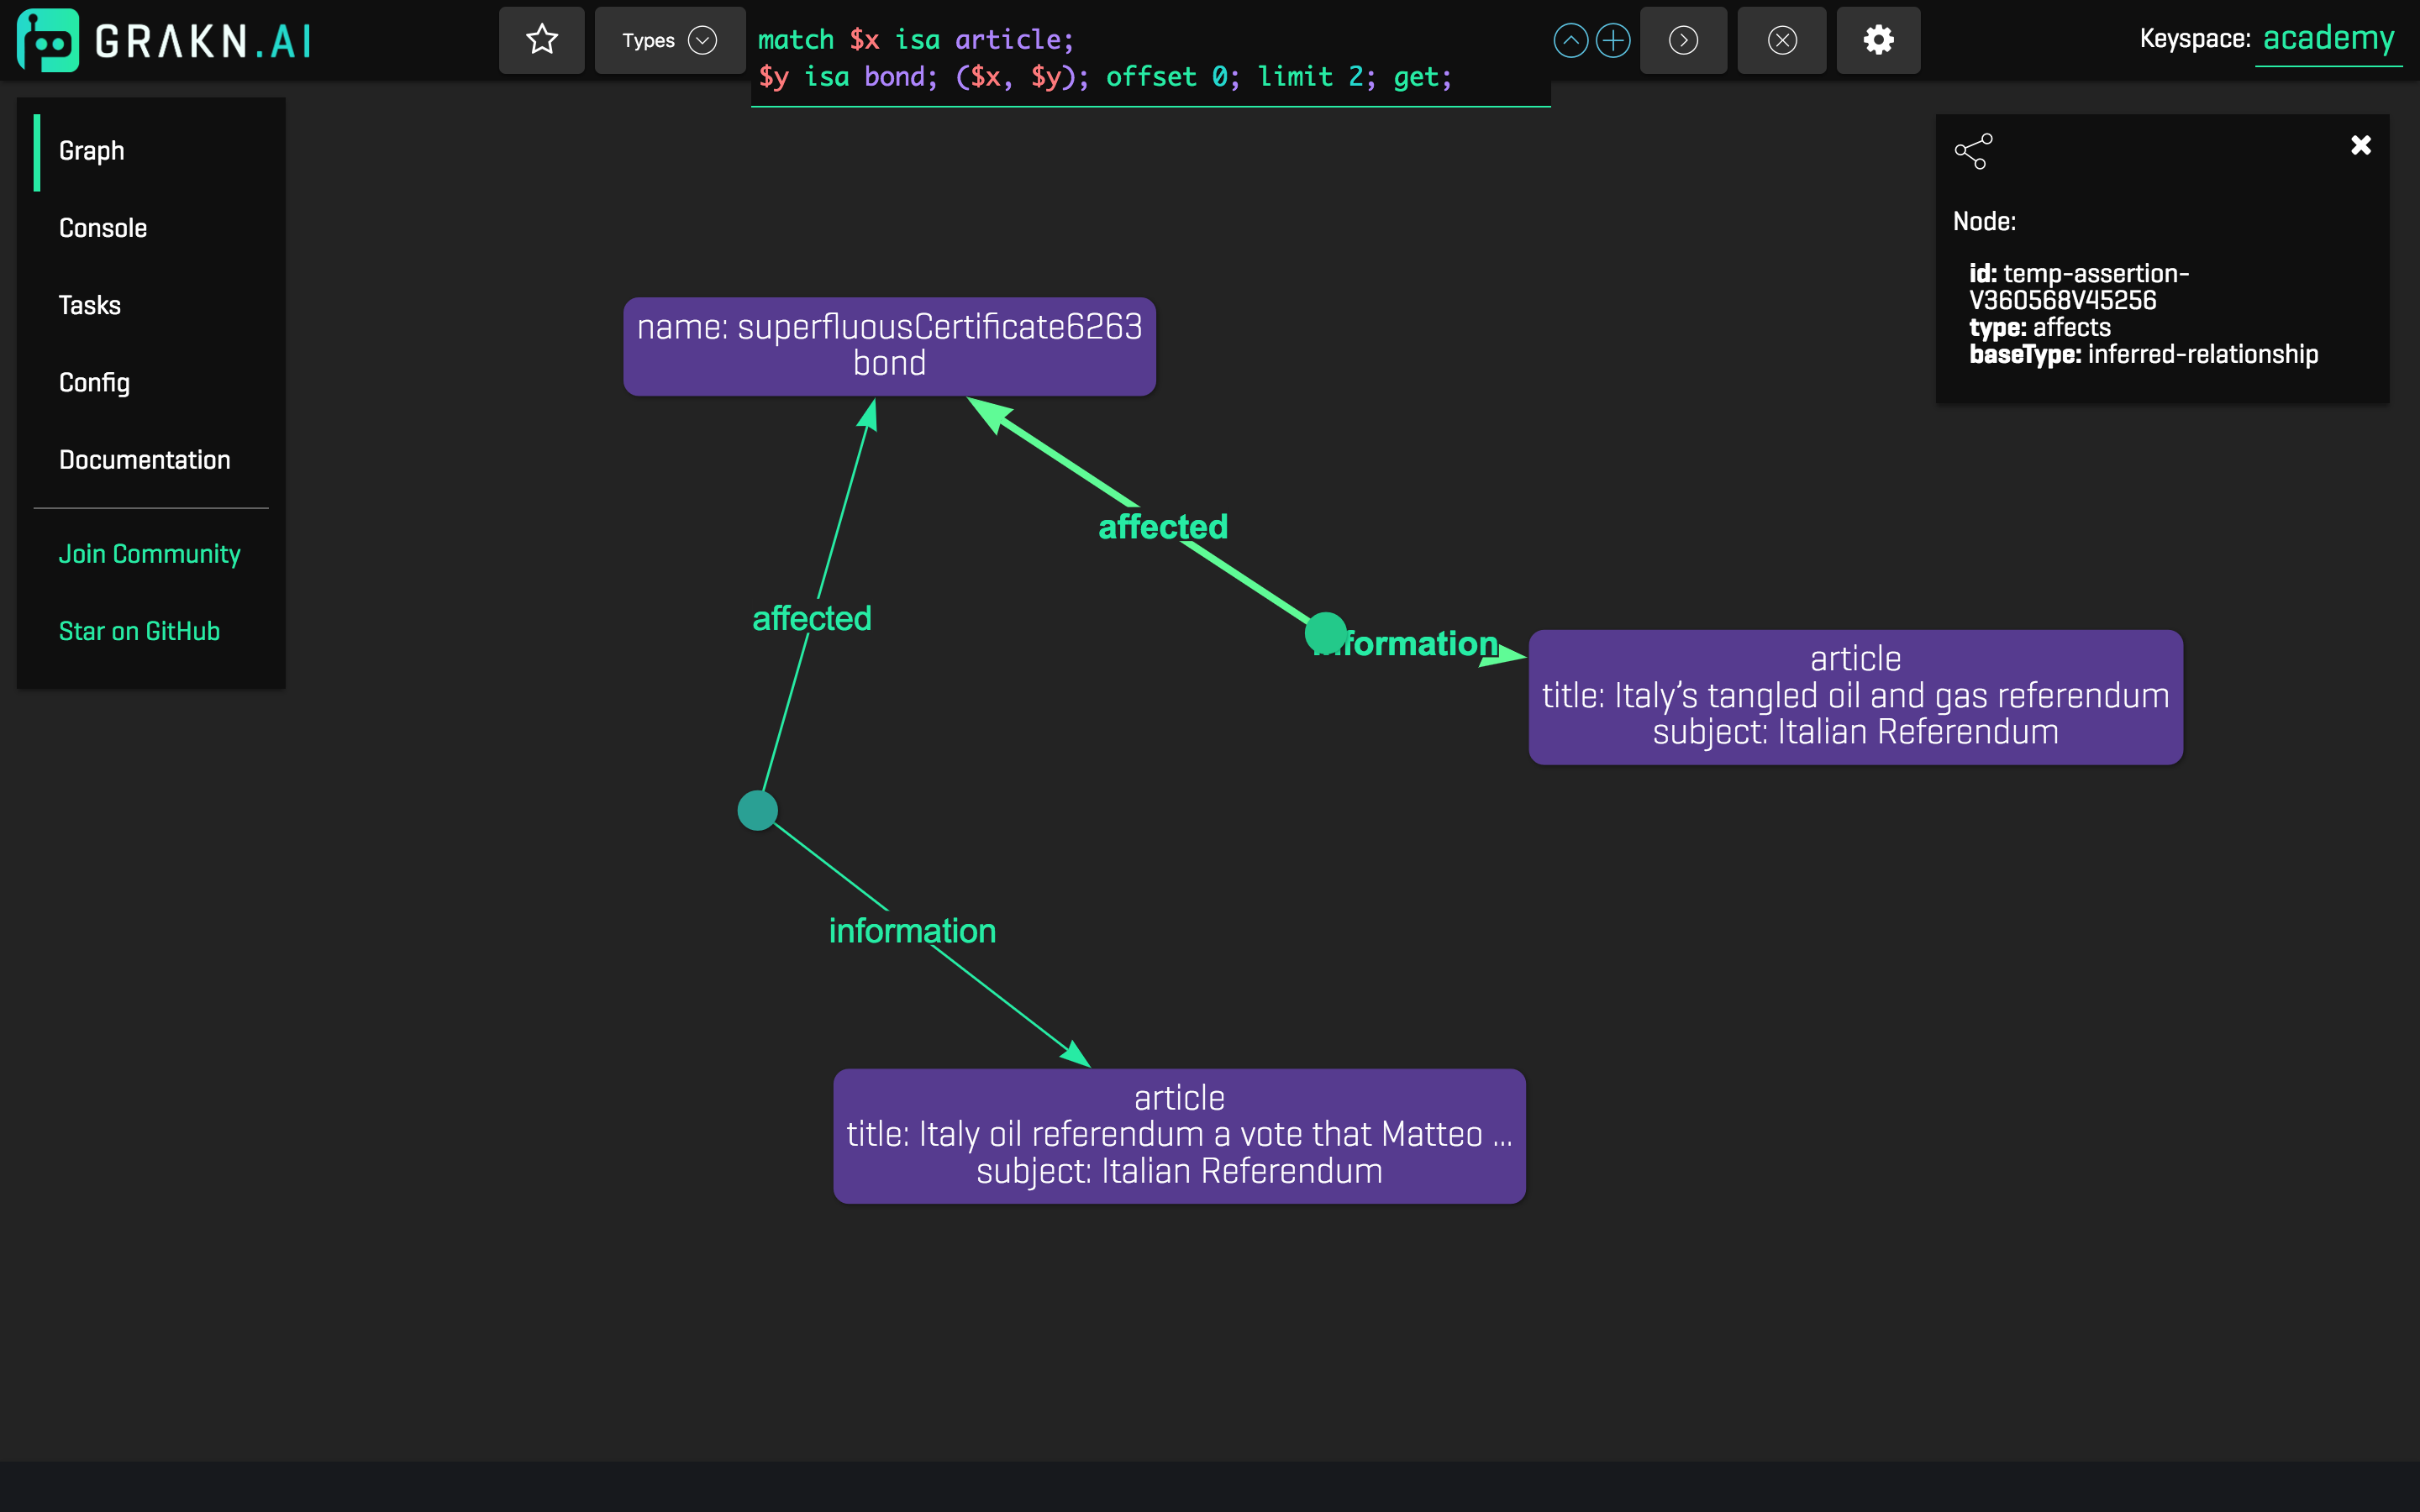 GRAKN.AI
Types
match $x isa article;
$y isa bond; ($x, $y); offset 0; limit 2; get;
Keyspace: academy
Graph
Console
Tasks
Config
Documentation
Join Community
Star on GitHub
Node:
id: temp-assertion-
V360568V45256
type: affects
baseType: inferred-relationship
name: superfluousCertificate6263
bond
affected
affected
information
article
title: Italy's tangled oil and gas referendum
subject: Italian Referendum
information
article
title: Italy oil referendum a vote that Matteo ...
subject: Italian Referendum